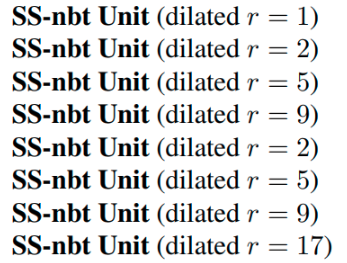 SS-nbt Unit (dilated r = 1)
SS-nbt Unit (dilated r = 2)
SS-nbt Unit (dilated r = 5)
SS-nbt Unit (dilated r = 9)
SS-nbt Unit (dilated r = 2)
SS-nbt Unit (dilated r = 5)
SS-nbt Unit (dilated r = 9)
SS-nbt Unit (dilated r = 17)